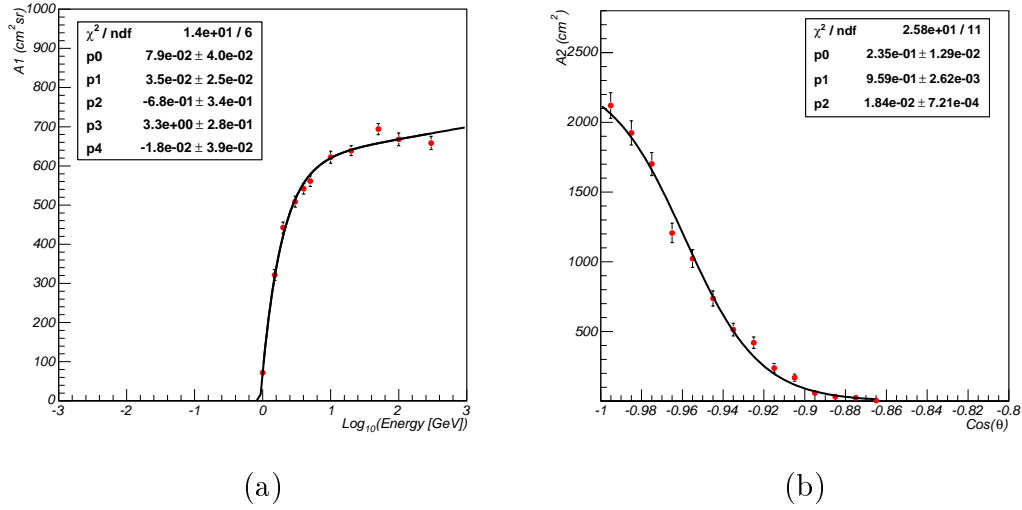 A1 (cm²sr)
1000
900
800
700
600
500
400
300
200
100
0
χ² / ndf 1.4e+01 / 6
p0 7.9e-02 ± 4.0e-02
p1 3.5e-02 ± 2.5e-02
p2 -6.8e-01 ± 3.4e-01
p3 3.3e+00 ± 2.8e-01
p4 -1.8e-02 ± 3.9e-02
-3 -2 -1 0 1 2 3
Log₁₀(Energy [GeV])
(a)
A2 (cm²)
2500
2000
1500
1000
500
χ² / ndf 2.58e+01 / 11
p0 2.35e-01 ± 1.29e-02
p1 9.59e-01 ± 2.62e-03
p2 1.84e-02 ± 7.21e-04
-1 -0.98 -0.96 -0.94 -0.92 -0.9 -0.88 -0.86 -0.84 -0.82 -0.8
Cos(θ)
(b)